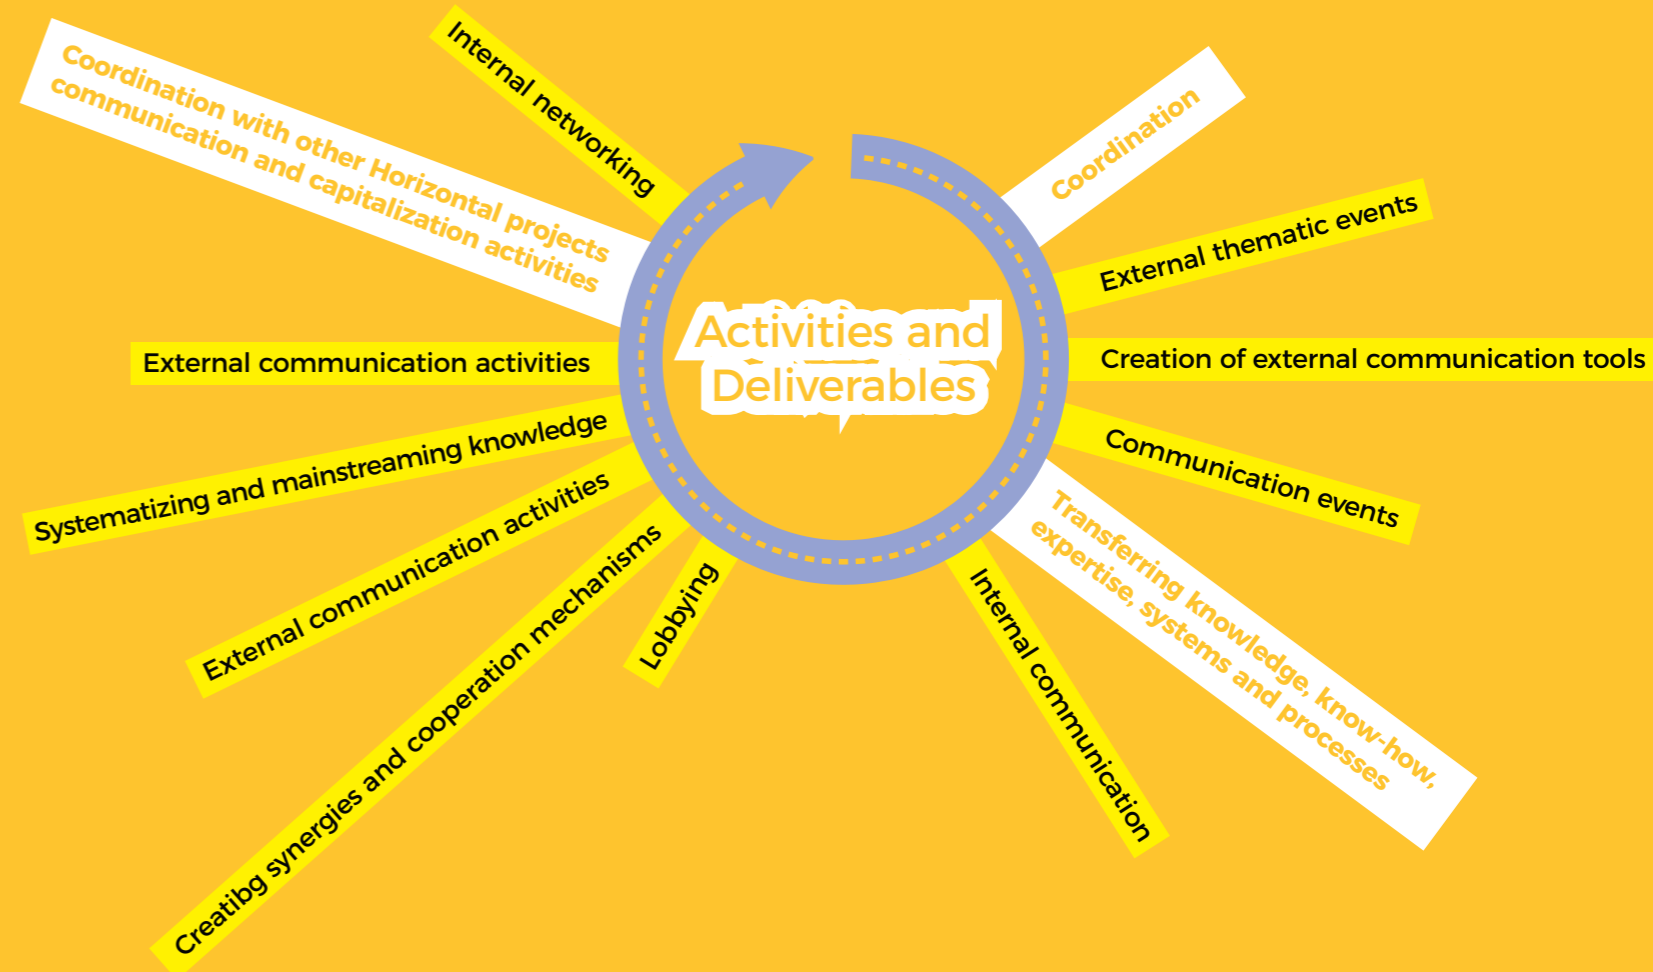 Activities and
Deliverables
Coordination
External thematic events
Creation of external communication tools
Communication events
Transferring knowledge, know-how,
expertise, systems and processes
Internal communication
Lobbying
Creatibg synergies and cooperation mechanisms
External communication activities
Systematizing and mainstreaming knowledge
External communication activities
Coordination with other Horizontal projects
communication and capitalization activities
Internal networking